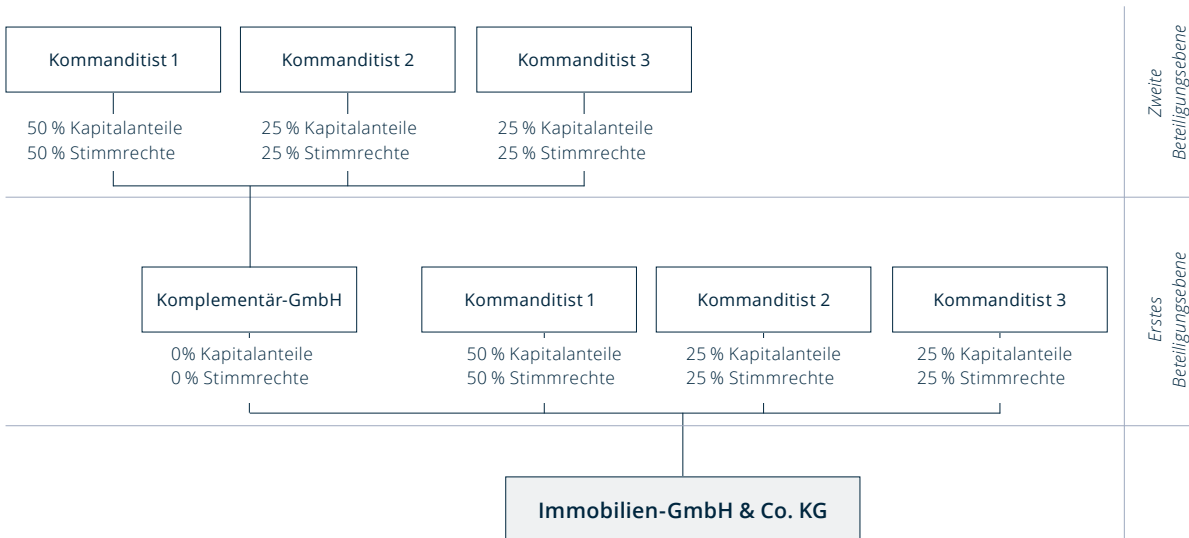 Kommanditist 1
Kommanditist 2
Kommanditist 3
50 % Kapitalanteile
50 % Stimmrechte
25 % Kapitalanteile
25 % Stimmrechte
25 % Kapitalanteile
25 % Stimmrechte
Zweite
Beteiligungsebene
Komplementär-GmbH
Kommanditist 1
Kommanditist 2
Kommanditist 3
0% Kapitalanteile
0 % Stimmrechte
50 % Kapitalanteile
50 % Stimmrechte
25 % Kapitalanteile
25 % Stimmrechte
25 % Kapitalanteile
25 % Stimmrechte
Erstes
Beteiligungsebene
Immobilien-GmbH & Co. KG